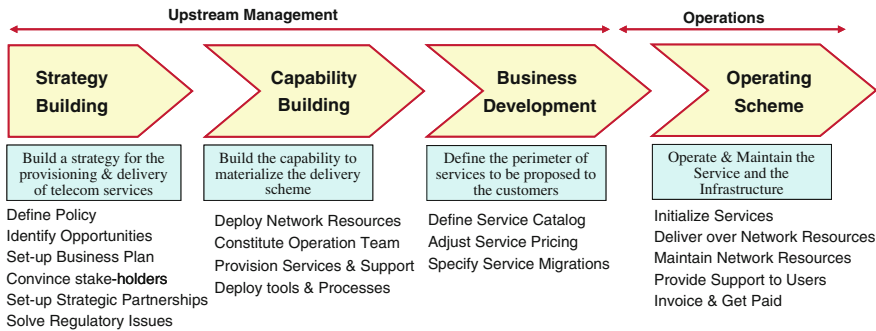 Upstream Management
Operations
Strategy
Building
Capability
Building
Business
Development
Operating
Scheme
Build a strategy for the
provisioning & delivery
of telecom services
Build the capability to
materialize the delivery
scheme
Define the perimeter of
services to be proposed to
the customers
Operate & Maintain the
Service and the
Infrastructure
Define Policy
Identify Opportunities
Set-up Business Plan
Convince stake-holders
Set-up Strategic Partnerships
Solve Regulatory Issues
Deploy Network Resources
Constitute Operation Team
Provision Services & Support
Deploy tools & Processes
Define Service Catalog
Adjust Service Pricing
Specify Service Migrations
Initialize Services
Deliver over Network Resources
Maintain Network Resources
Provide Support to Users
Invoice & Get Paid